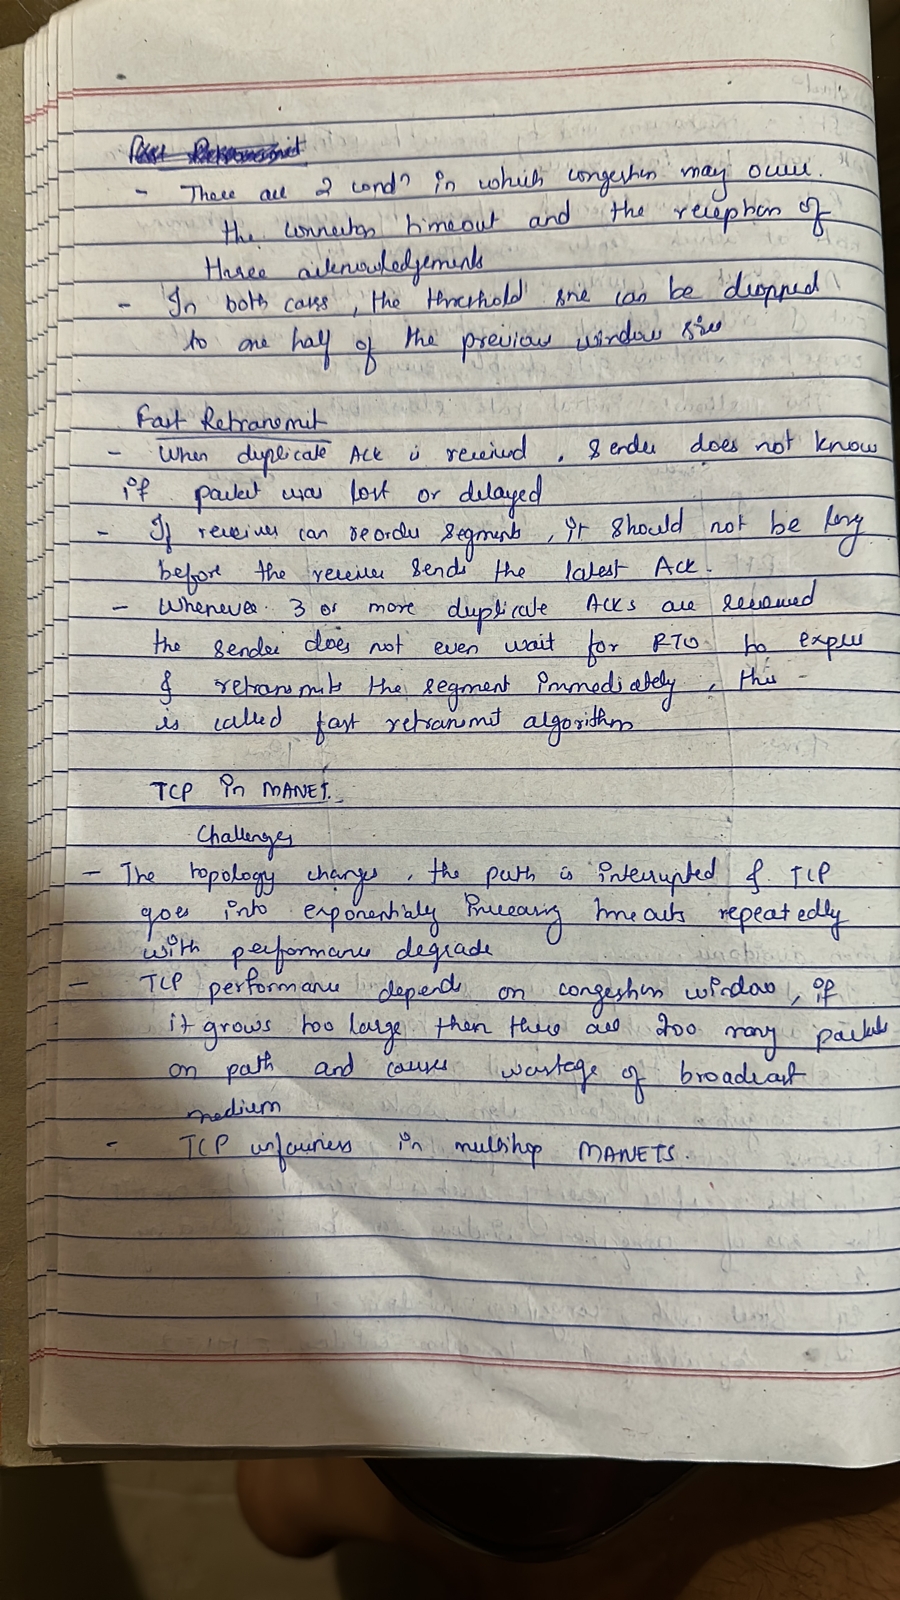 Fast Retransmit
- There are 2 condn in which congestion may occur.
the connection timeout and the reception of
three acknowledgements
- In both cases, the threshold size can be dropped
to one half of the previous window size
Fast Retransmit
- When duplicate Ack is received, Sender does not know
if packet was lost or delayed
- If receiver can reorder segments, it should not be long
before the receiver sends the latest Ack.
- Whenever 3 or more duplicate Acks are received
the sender does not even wait for RTO to expire
& retransmits the segment immediately, this -
is called fast retransmit algorithm
TCP in MANET.
Challenges
- The topology changes, the path is interrupted & TCP
goes into exponentialy increasing timeouts repeatedly
with performance degrade
- TCP performance depends on congestion window, if
it grows too large then there are too many packets
on path and causes wastage of broadcast
medium
- TCP unfairness in multihop MANETS.